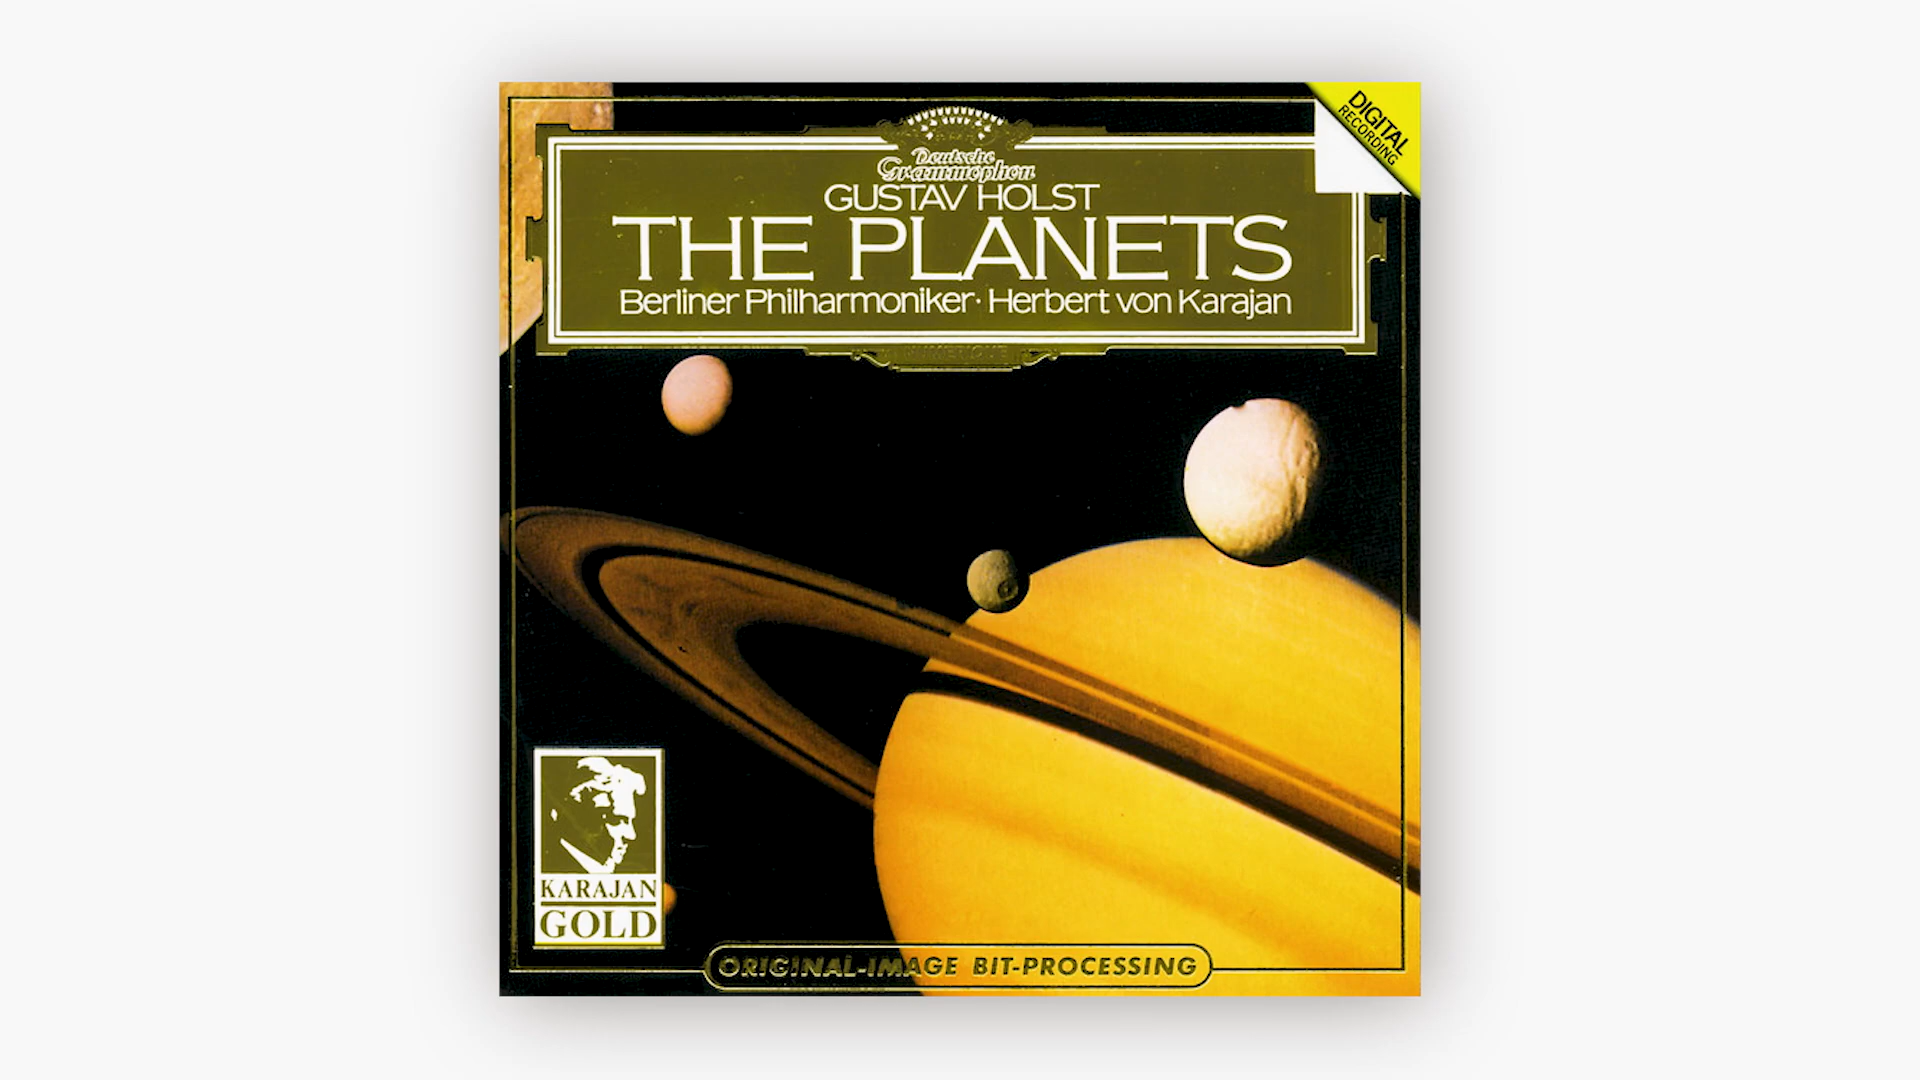 DIGITAL
RECORDING
Deutsche
Grammophon
GUSTAV HOLST
THE PLANETS
Berliner Philharmoniker · Herbert von Karajan
KARAJAN
GOLD
ORIGINAL-IMAGE BIT-PROCESSING